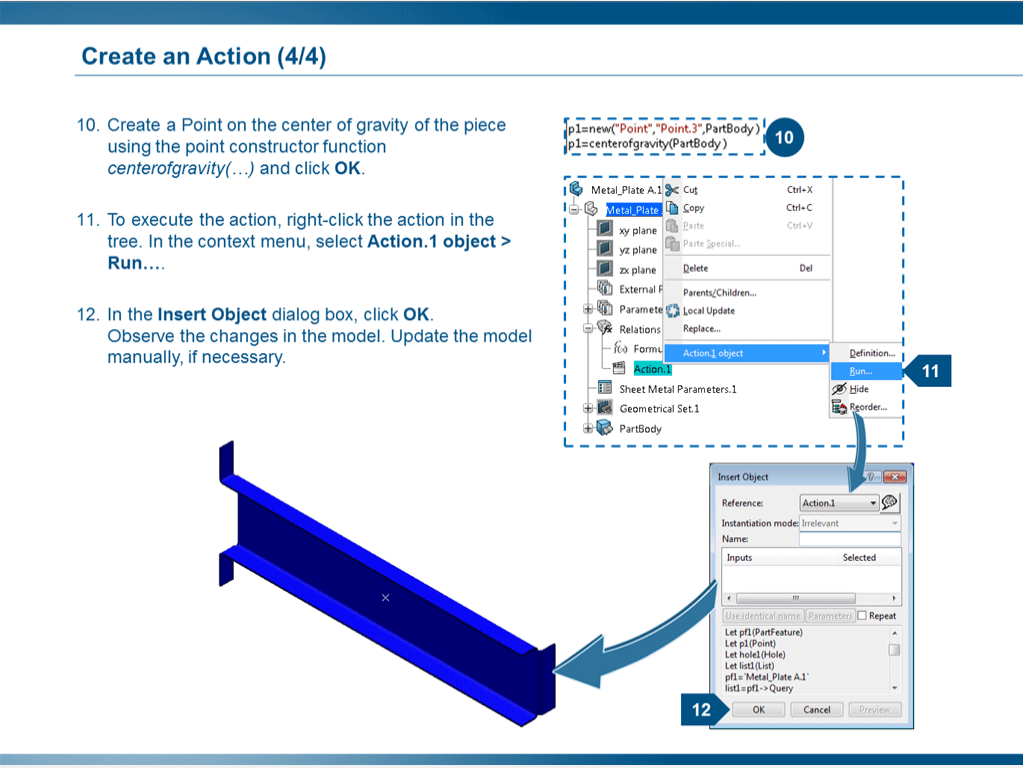 Create an Action (4/4)
10. Create a Point on the center of gravity of the piece
using the point constructor function
centerofgravity(…) and click OK.
11. To execute the action, right-click the action in the
tree. In the context menu, select Action.1 object >
Run….
12. In the Insert Object dialog box, click OK.
Observe the changes in the model. Update the model
manually, if necessary.
p1=new("Point","Point.3",PartBody)
p1=centerofgravity(PartBody)
10
Metal_Plate A.1
Metal_Plate
xy plane
yz plane
zx plane
External
Paramete
Relations
f(x) Formu
Action.1
Sheet Metal Parameters.1
Geometrical Set.1
PartBody
Cut Ctrl+X
Copy Ctrl+C
Paste Ctrl+V
Paste Special...
Delete Del
Parents/Children...
Local Update
Replace...
Action.1 object
Definition...
Run...
Hide
Reorder...
11
Insert Object
Reference: Action.1
Instantiation mode: Irrelevant
Name:
Inputs Selected
Use identical name Parameters Repeat
Let pf1(PartFeature)
Let p1(Point)
Let hole1(Hole)
Let list1(List)
pf1=`Metal_Plate A.1`
list1=pf1->Query
12
OK Cancel Preview